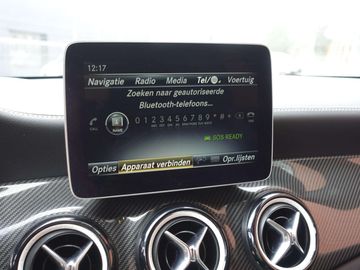 12:17
Navigatie Radio Media Tel/ Voertuig
Zoeken naar geautoriseerde
Bluetooth-telefoons...
0 1 2 3 4 5 6 7 8 9 * # +
CALL
SOS READY
Opties Apparaat verbinden Opr.lijsten